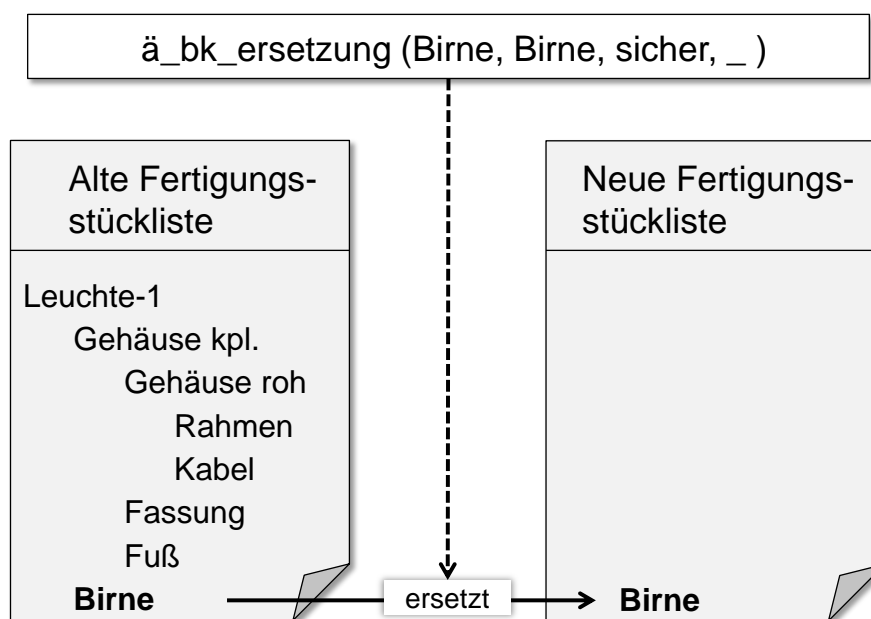 ä_bk_ersetzung (Birne, Birne, sicher, _ )
Alte Fertigungs-
stückliste
Leuchte-1
Gehäuse kpl.
Gehäuse roh
Rahmen
Kabel
Fassung
Fuß
Birne
ersetzt
Neue Fertigungs-
stückliste
Birne